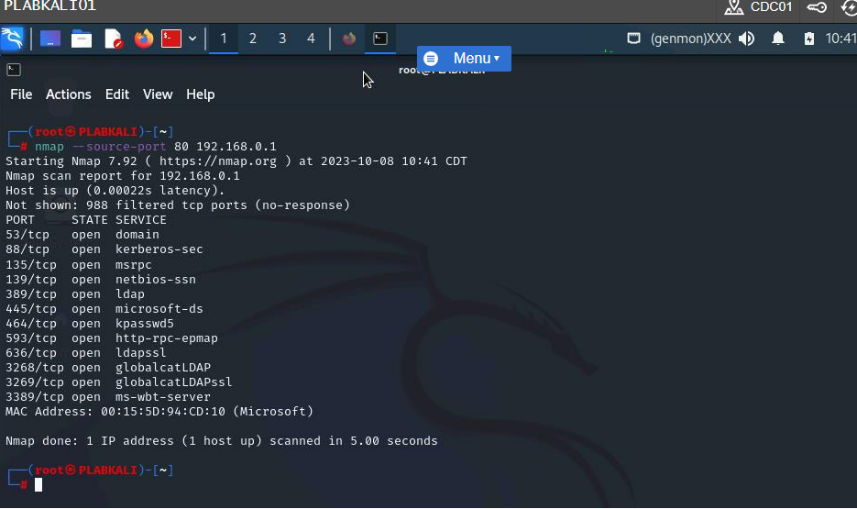 PLABKALI01
CDC01
1 2 3 4
(genmon)XXX
10:41
Menu
File Actions Edit View Help
(root㉿PLABKALI)-[~]
# nmap --source-port 80 192.168.0.1
Starting Nmap 7.92 ( https://nmap.org ) at 2023-10-08 10:41 CDT
Nmap scan report for 192.168.0.1
Host is up (0.00022s latency).
Not shown: 988 filtered tcp ports (no-response)
PORT STATE SERVICE
53/tcp open domain
88/tcp open kerberos-sec
135/tcp open msrpc
139/tcp open netbios-ssn
389/tcp open ldap
445/tcp open microsoft-ds
464/tcp open kpasswd5
593/tcp open http-rpc-epmap
636/tcp open ldapssl
3268/tcp open globalcatLDAP
3269/tcp open globalcatLDAPssl
3389/tcp open ms-wbt-server
MAC Address: 00:15:5D:94:CD:10 (Microsoft)
Nmap done: 1 IP address (1 host up) scanned in 5.00 seconds
(root㉿PLABKALI)-[~]
#